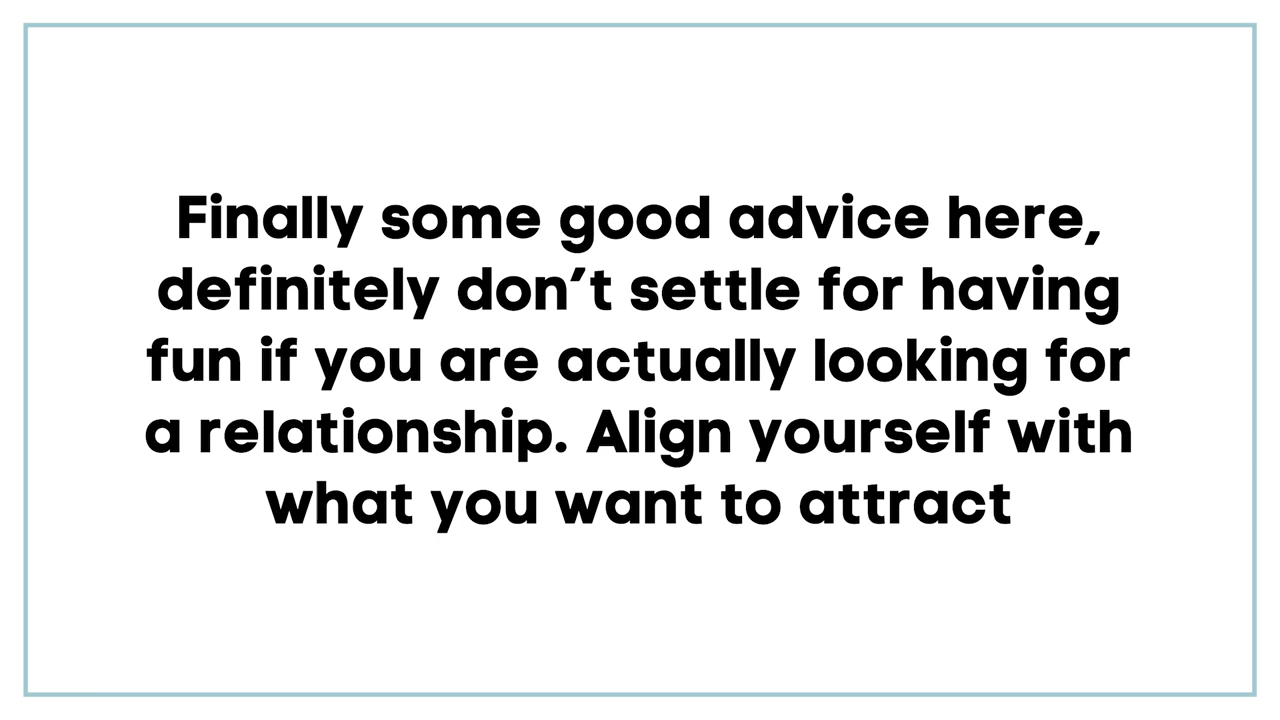 Finally some good advice here,
definitely don’t settle for having
fun if you are actually looking for
a relationship. Align yourself with
what you want to attract